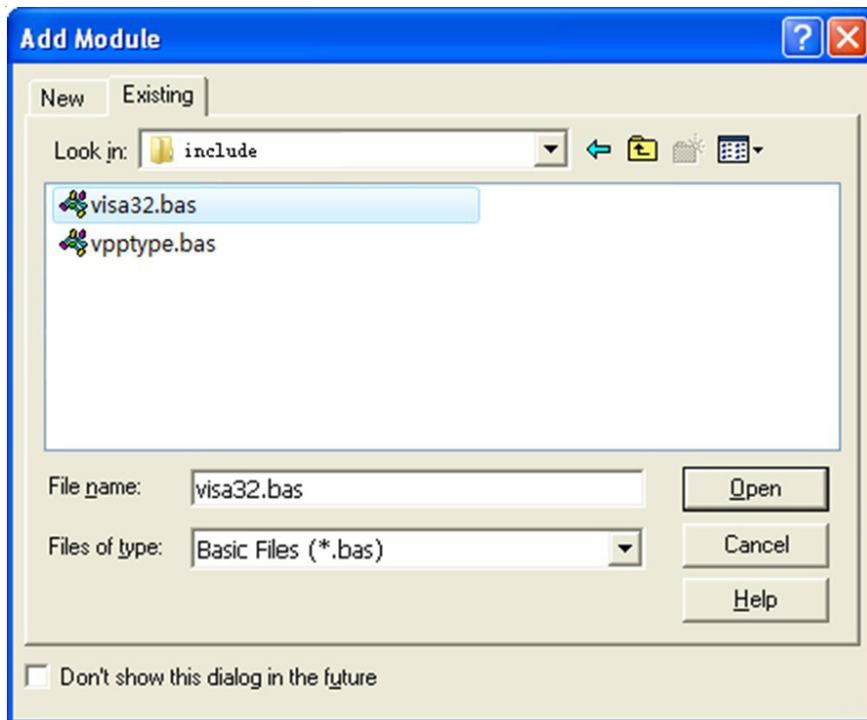 Add Module
New Existing
Look in: include
visa32.bas
vpptype.bas
File name: visa32.bas Open
Files of type: Basic Files (*.bas) Cancel
Help
Don't show this dialog in the future